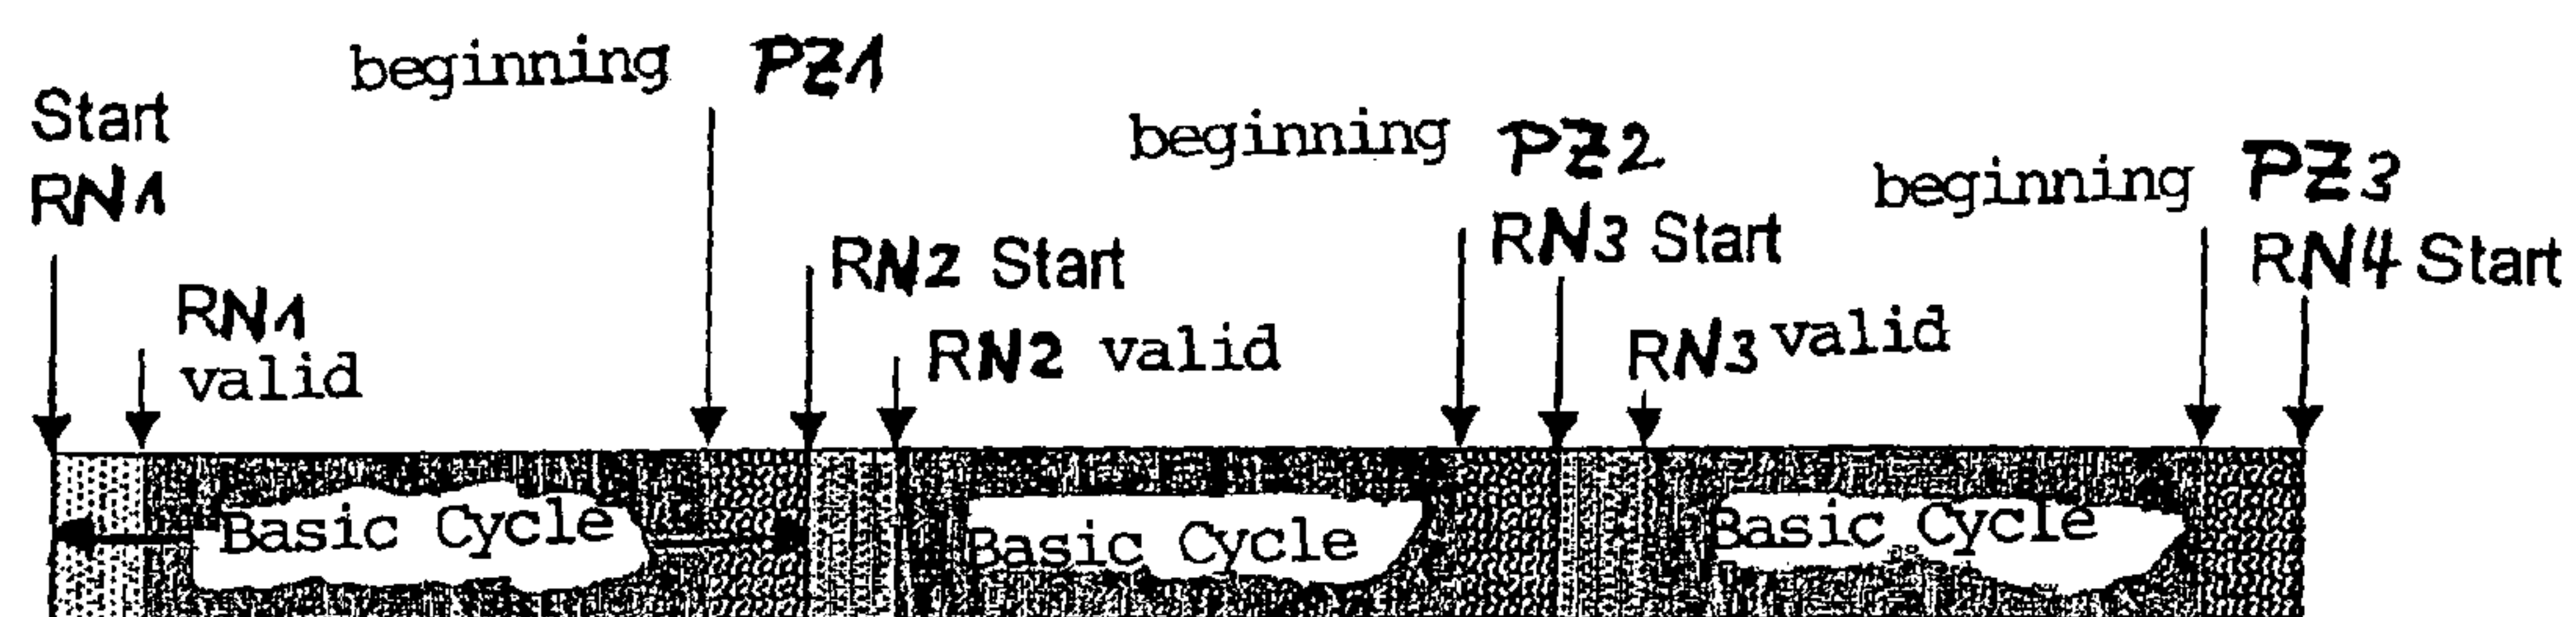 Start
RN1
RN1
valid
beginning PZ1
RN2 Start
RN2 valid
beginning PZ2
RN3 Start
RN3 valid
beginning PZ3
RN4 Start
Basic Cycle
Basic Cycle
Basic Cycle